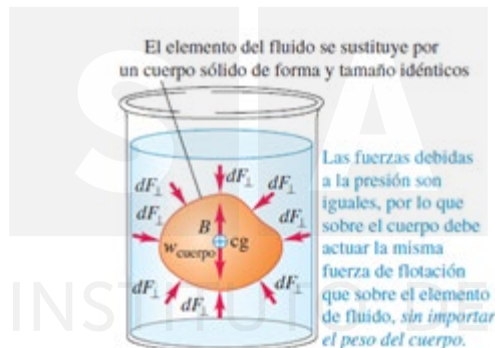 El elemento del fluido se sustituye por
un cuerpo sólido de forma y tamaño idénticos
Las fuerzas debidas
a la presión son
iguales, por lo que
sobre el cuerpo debe
actuar la misma
fuerza de flotación
que sobre el elemento
de fluido, sin importar
el peso del cuerpo.
dF⊥
dF⊥
dF⊥
dF⊥
dF⊥
B
cg
w cuerpo
dF⊥
dF⊥
dF⊥
INSTITUTO DE